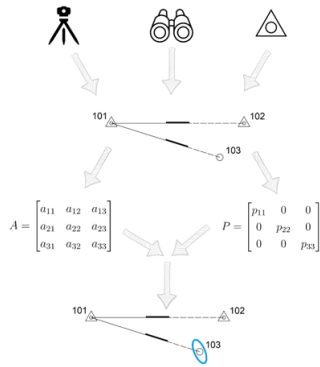 101 102
103
A = [a11 a12 a13
a21 a22 a23
a31 a32 a33]
P = [p11 0 0
0 p22 0
0 0 p33]
101 102
103